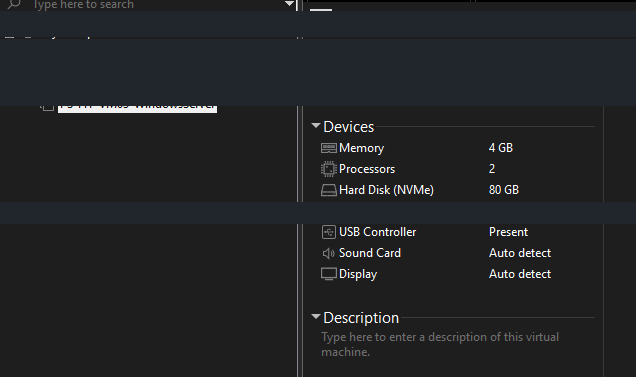 Type here to search
Devices
Memory 4 GB
Processors 2
Hard Disk (NVMe) 80 GB
USB Controller Present
Sound Card Auto detect
Display Auto detect
Description
Type here to enter a description of this virtual
machine.